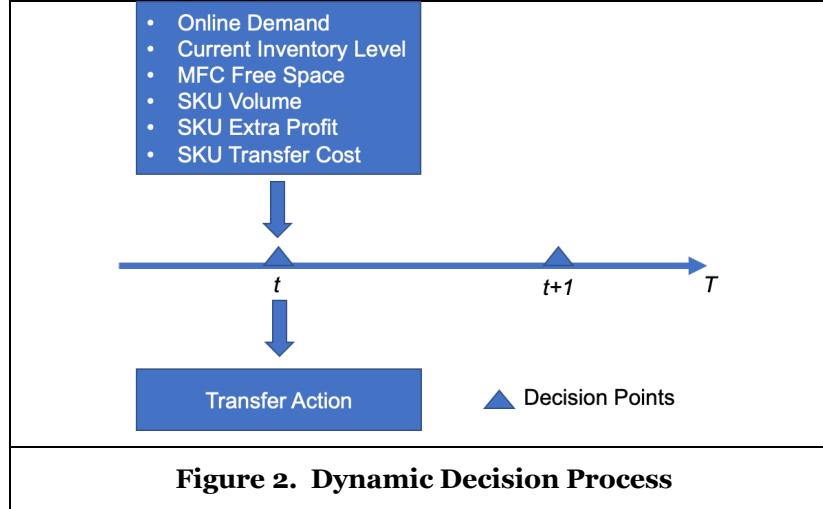 • Online Demand
• Current Inventory Level
• MFC Free Space
• SKU Volume
• SKU Extra Profit
• SKU Transfer Cost
t
t+1
T
Transfer Action
Decision Points
Figure 2. Dynamic Decision Process